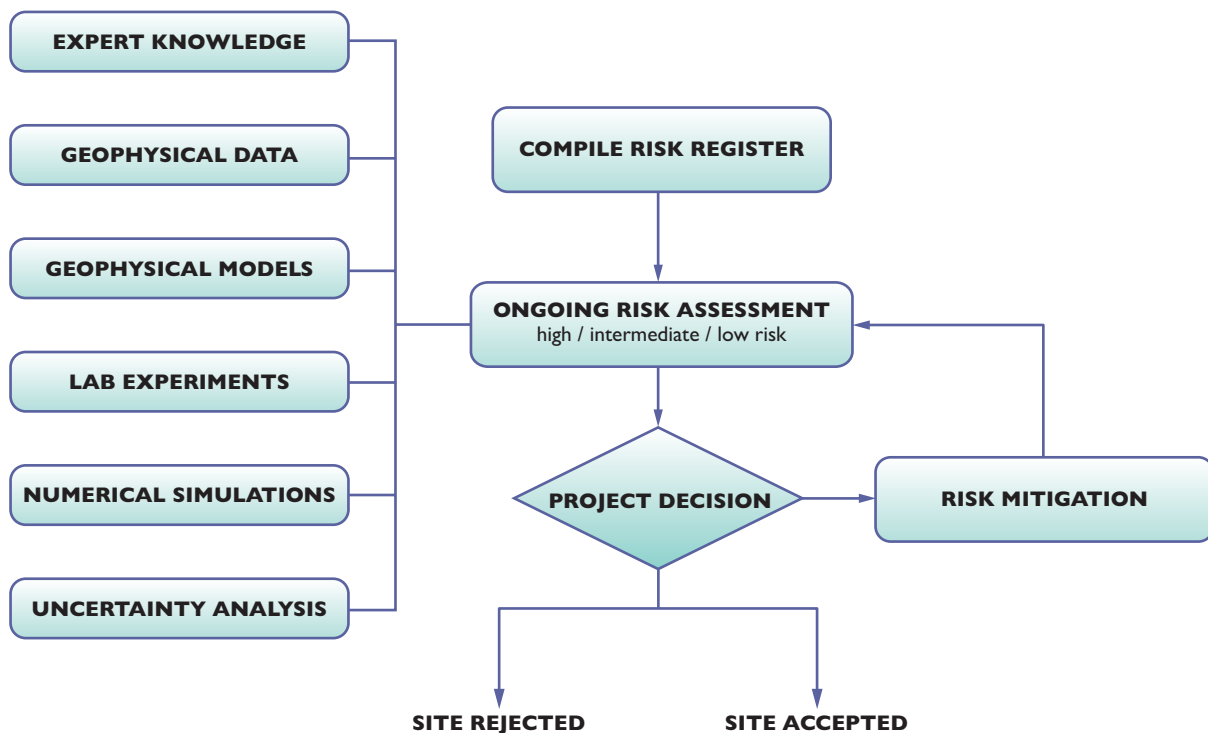 EXPERT KNOWLEDGE
GEOPHYSICAL DATA
GEOPHYSICAL MODELS
LAB EXPERIMENTS
NUMERICAL SIMULATIONS
UNCERTAINTY ANALYSIS
COMPILE RISK REGISTER
ONGOING RISK ASSESSMENT
high / intermediate / low risk
PROJECT DECISION
RISK MITIGATION
SITE REJECTED
SITE ACCEPTED